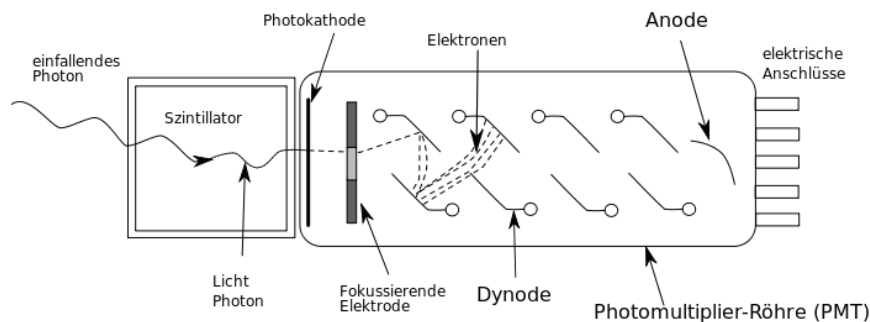 Photokathode
Anode
Elektronen
einfallendes
Photon
elektrische
Anschlüsse
Szintillator
Licht
Photon
Fokussierende
Elektrode
Dynode
Photomultiplier-Röhre (PMT)